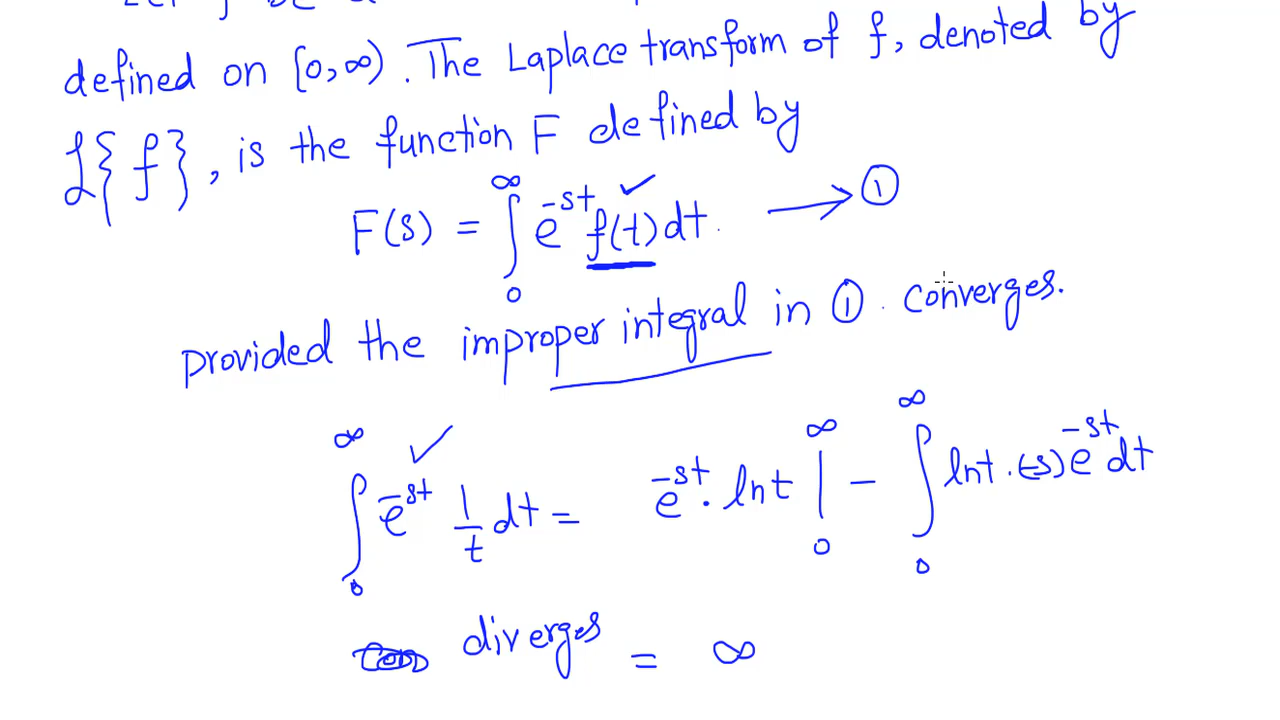 defined on [0,∞). The Laplace transform of f, denoted by
ℒ{f}, is the function F defined by
F(s) = ∫₀^∞ e^{-st} f(t) dt. → ①
provided the improper integral in ①. converges.
∫₀^∞ e^{-st} 1/t dt = e^{-st}. ln t |₀^∞ - ∫₀^∞ ln t . (-s) e^{-st} dt
diverges = ∞